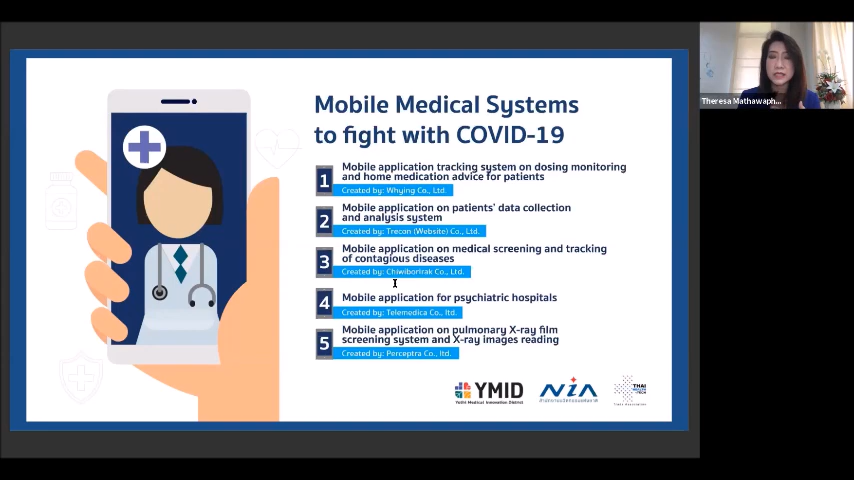 Mobile Medical Systems
to fight with COVID-19
1
Mobile application tracking system on dosing monitoring
and home medication advice for patients
Created by: Whying Co., Ltd.
2
Mobile application on patients' data collection
and analysis system
Created by: Trecon (Website) Co., Ltd.
3
Mobile application on medical screening and tracking
of contagious diseases
Created by: Chiwiborirak Co., Ltd.
4
Mobile application for psychiatric hospitals
Created by: Telemedica Co., ltd.
5
Mobile application on pulmonary X-ray film
screening system and X-ray images reading
Created by: Perceptra Co., ltd.
YMID
Yothi Medical Innovation District
NIA
THAI
HEALTH
TECH
Theresa Mathawaph...